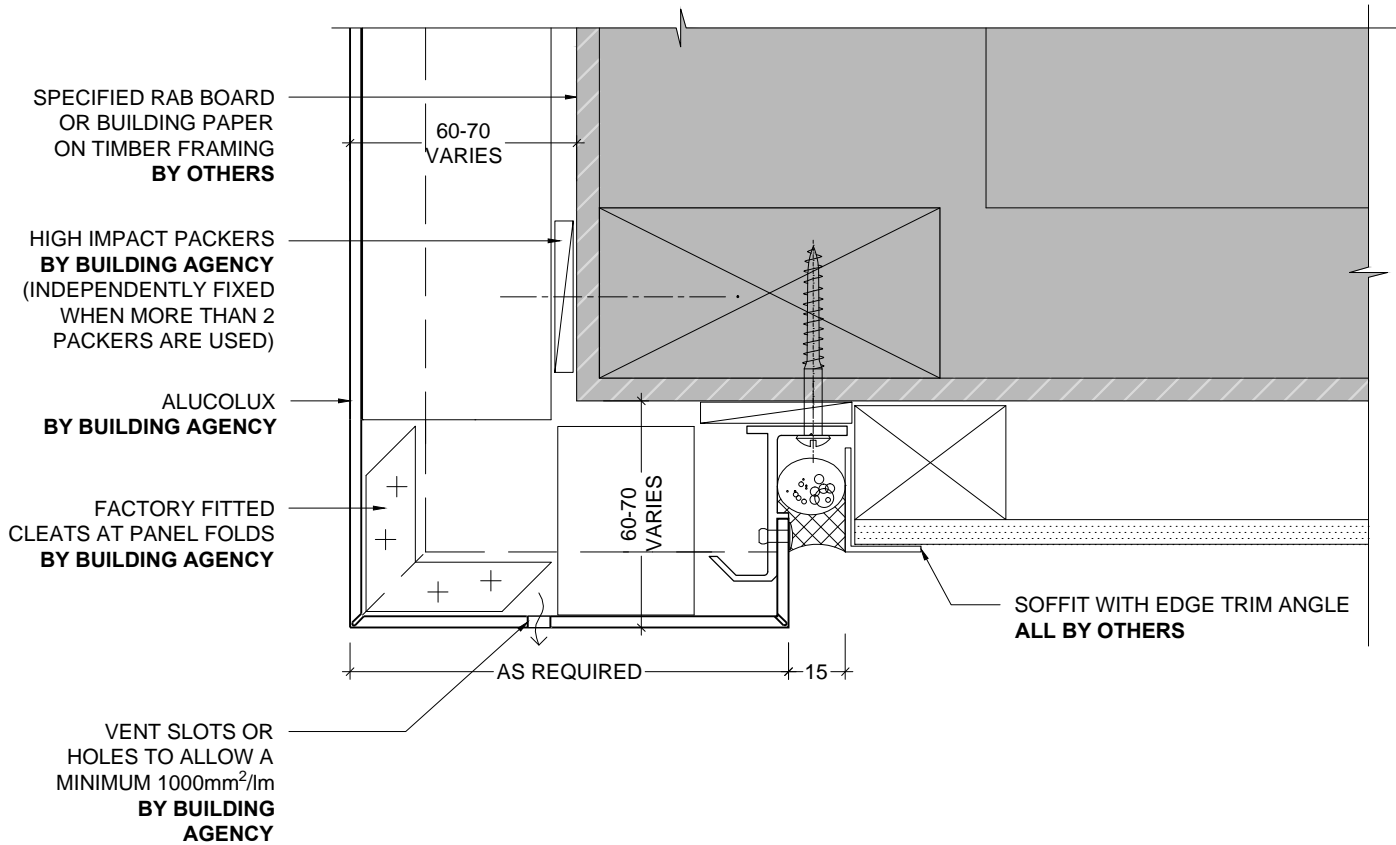 SPECIFIED RAB BOARD
OR BUILDING PAPER
ON TIMBER FRAMING
BY OTHERS
60-70
VARIES
HIGH IMPACT PACKERS
BY BUILDING AGENCY
(INDEPENDENTLY FIXED
WHEN MORE THAN 2
PACKERS ARE USED)
ALUCOLUX
BY BUILDING AGENCY
FACTORY FITTED
CLEATS AT PANEL FOLDS
BY BUILDING AGENCY
60-70
VARIES
SOFFIT WITH EDGE TRIM ANGLE
ALL BY OTHERS
AS REQUIRED
15
VENT SLOTS OR
HOLES TO ALLOW A
MINIMUM 1000mm²/lm
BY BUILDING
AGENCY